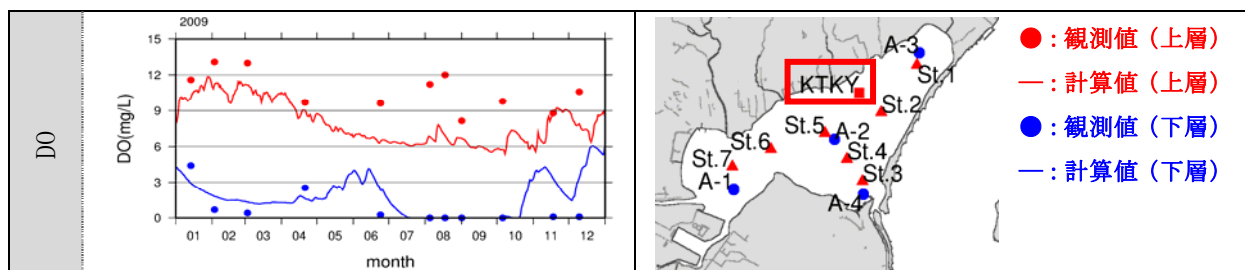 DO
2009
DO(mg/L)
15
12
9
6
3
0
01 02 03 04 05 06 07 08 09 10 11 12
month
A-3
St.1
KTKY
St.2
St.5
A-2
St.6
St.4
St.7
St.3
A-1
A-4
● : 観測値（上層）
― : 計算値（上層）
● : 観測値（下層）
― : 計算値（下層）